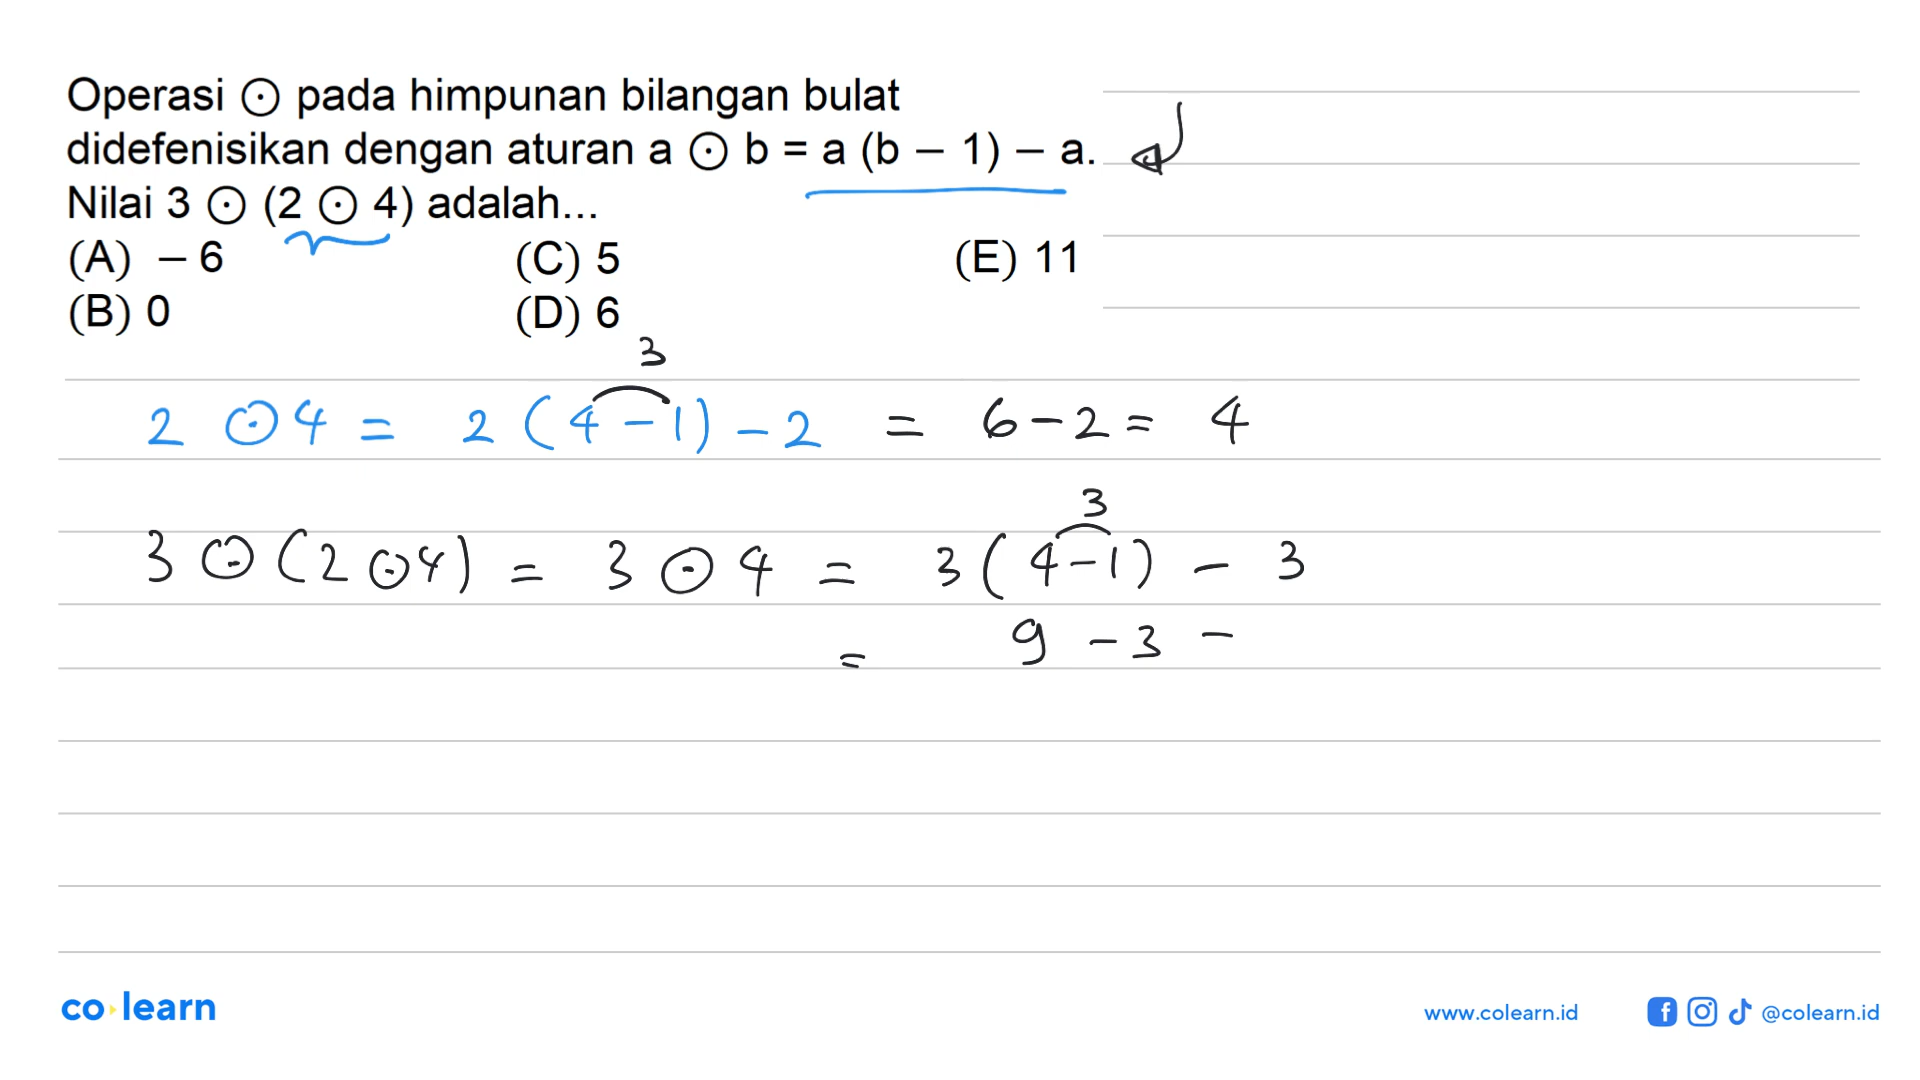 Operasi ⊙ pada himpunan bilangan bulat
didefenisikan dengan aturan a ⊙ b = a (b − 1) − a.
Nilai 3 ⊙ (2 ⊙ 4) adalah...
(A) − 6 (C) 5 (E) 11
(B) 0 (D) 6
3
2 ⊙ 4 = 2 (4 − 1) − 2 = 6 − 2 = 4
3
3 ⊙ (2 ⊙ 4) = 3 ⊙ 4 = 3 (4 − 1) − 3
= 9 − 3 −
co learn
www.colearn.id @colearn.id